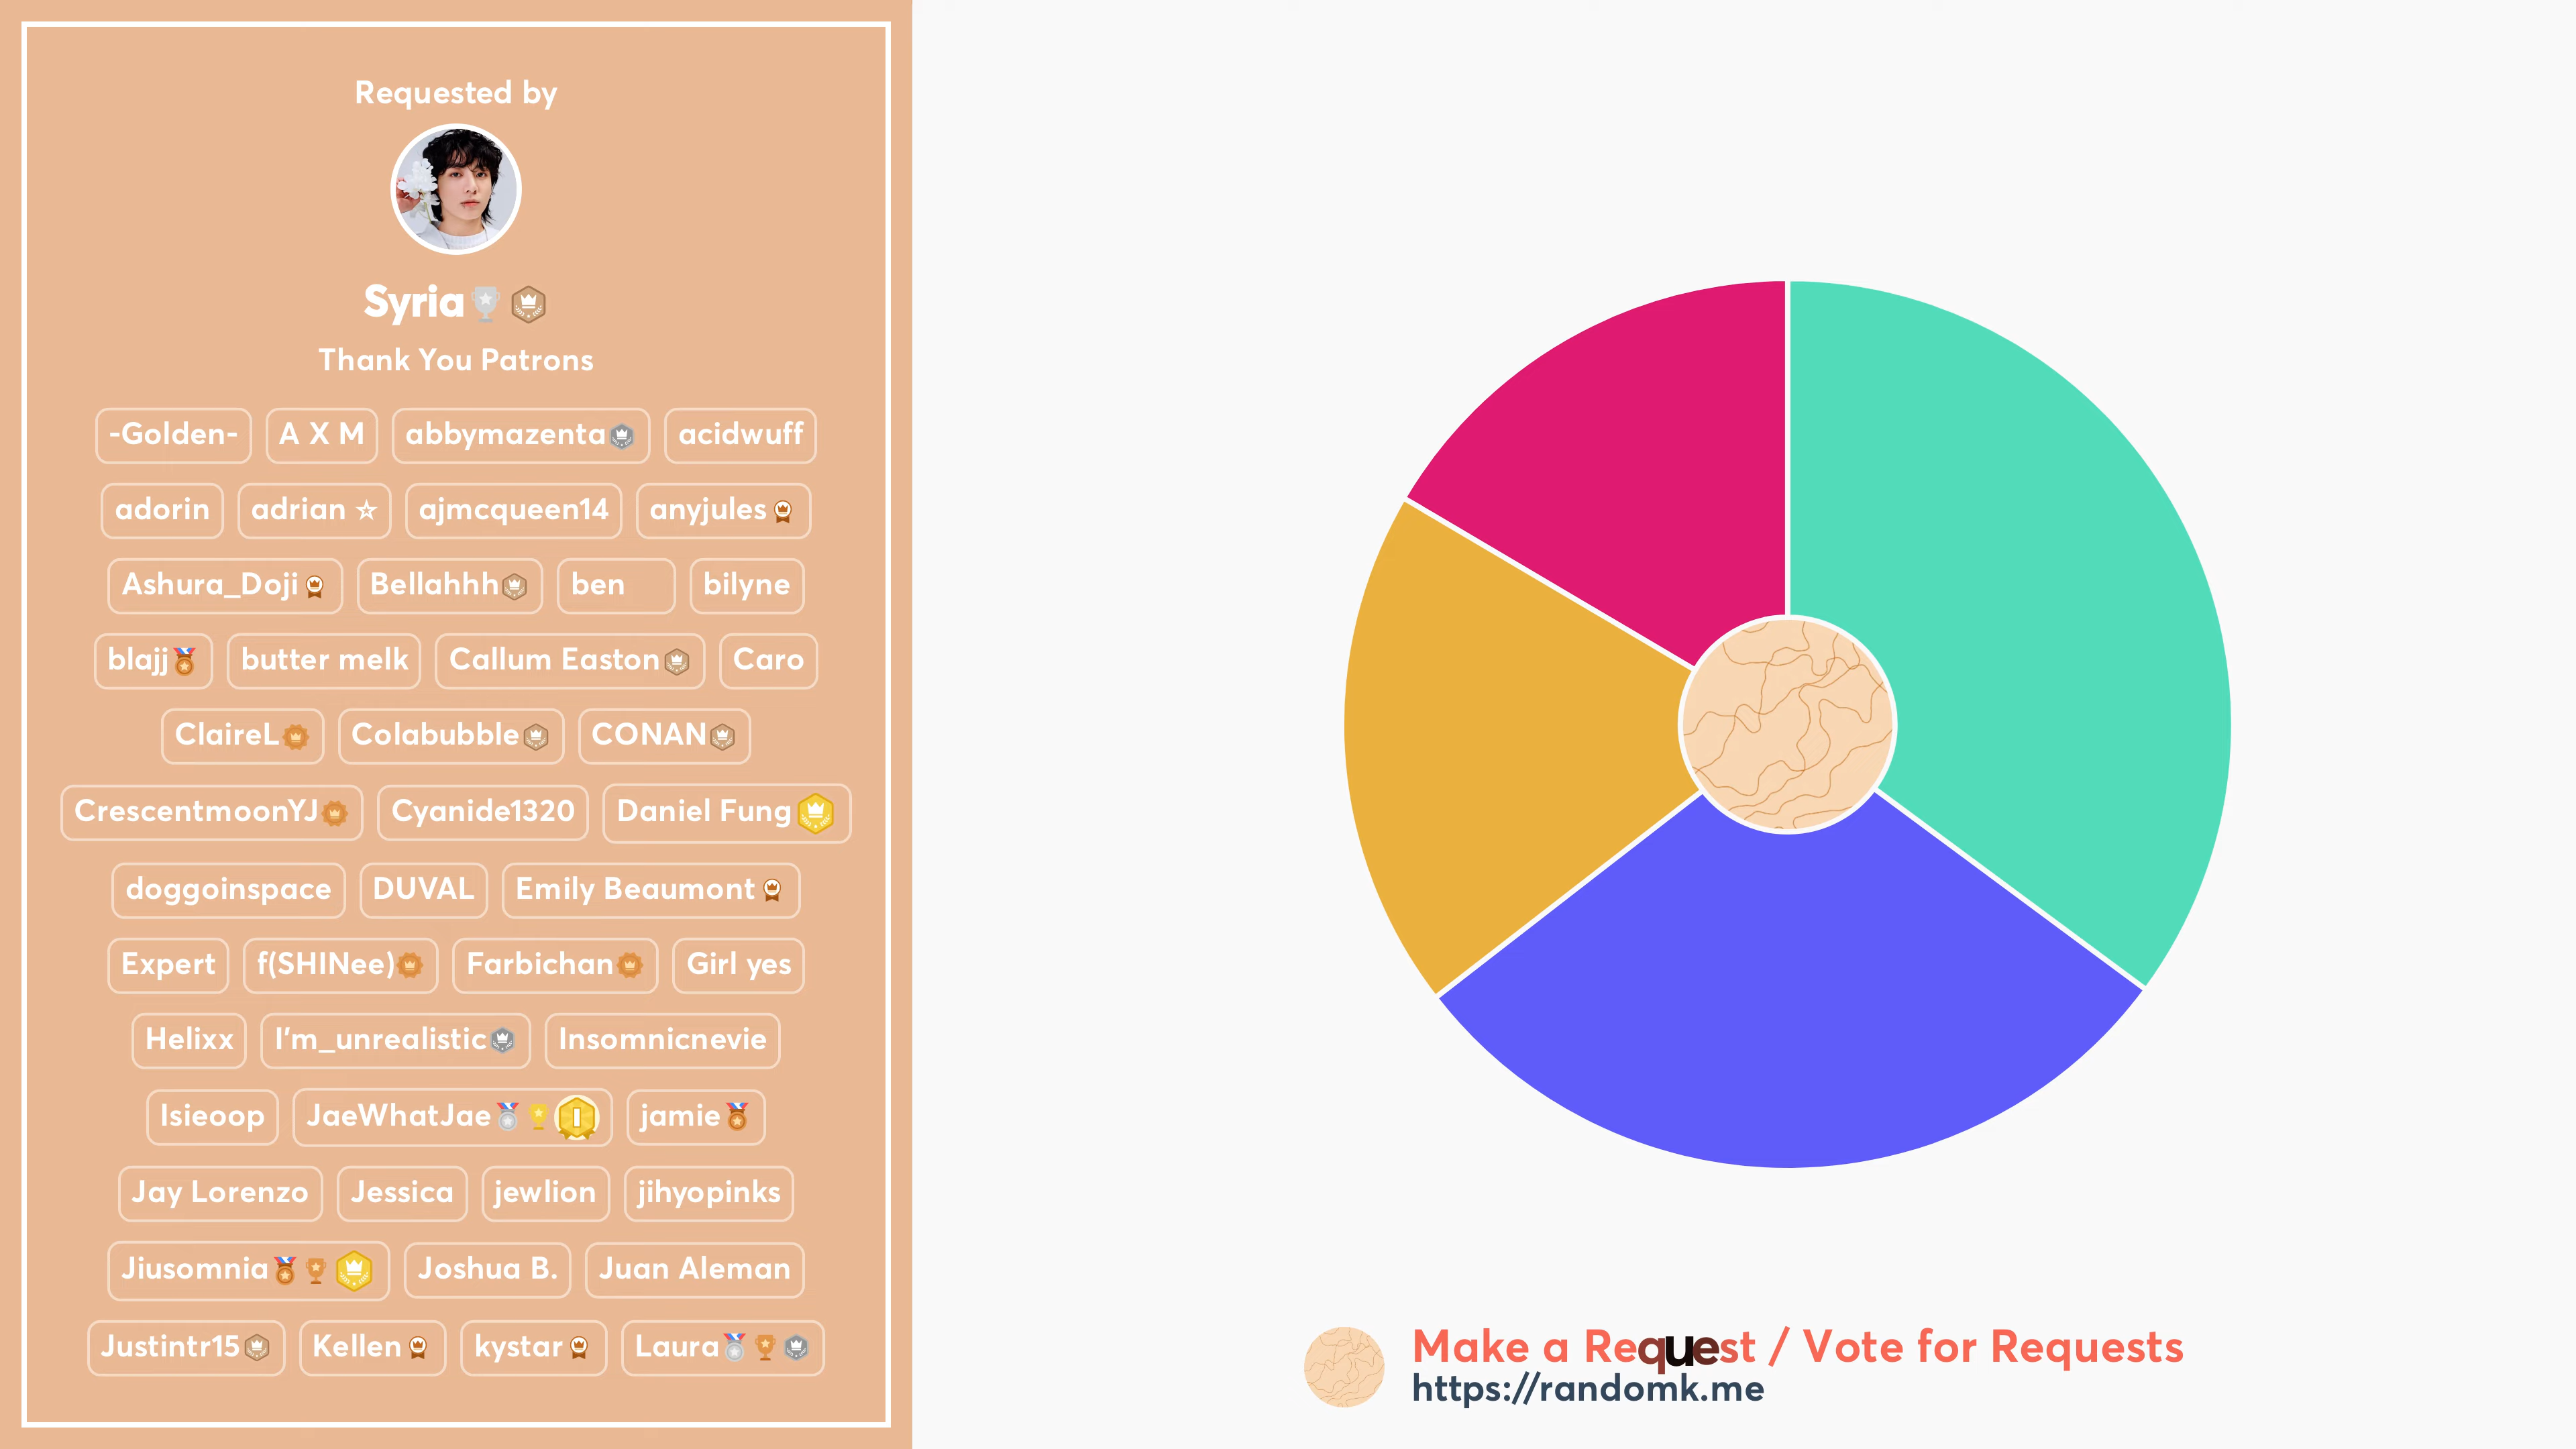 Requested by
Syria
Thank You Patrons
-Golden- A X M abbymazenta acidwuff
adorin adrian ☆ ajmcqueen14 anyjules
Ashura_Doji Bellahhh ben bilyne
blajj butter melk Callum Easton Caro
ClaireL Colabubble CONAN
CrescentmoonYJ Cyanide1320 Daniel Fung
doggoinspace DUVAL Emily Beaumont
Expert f(SHINee) Farbichan Girl yes
Helixx I'm_unrealistic Insomnicnevie
Isieoop JaeWhatJae jamie
Jay Lorenzo Jessica jewlion jihyopinks
Jiusomnia Joshua B. Juan Aleman
Justintr15 Kellen kystar Laura
Make a Request / Vote for Requests
https://randomk.me